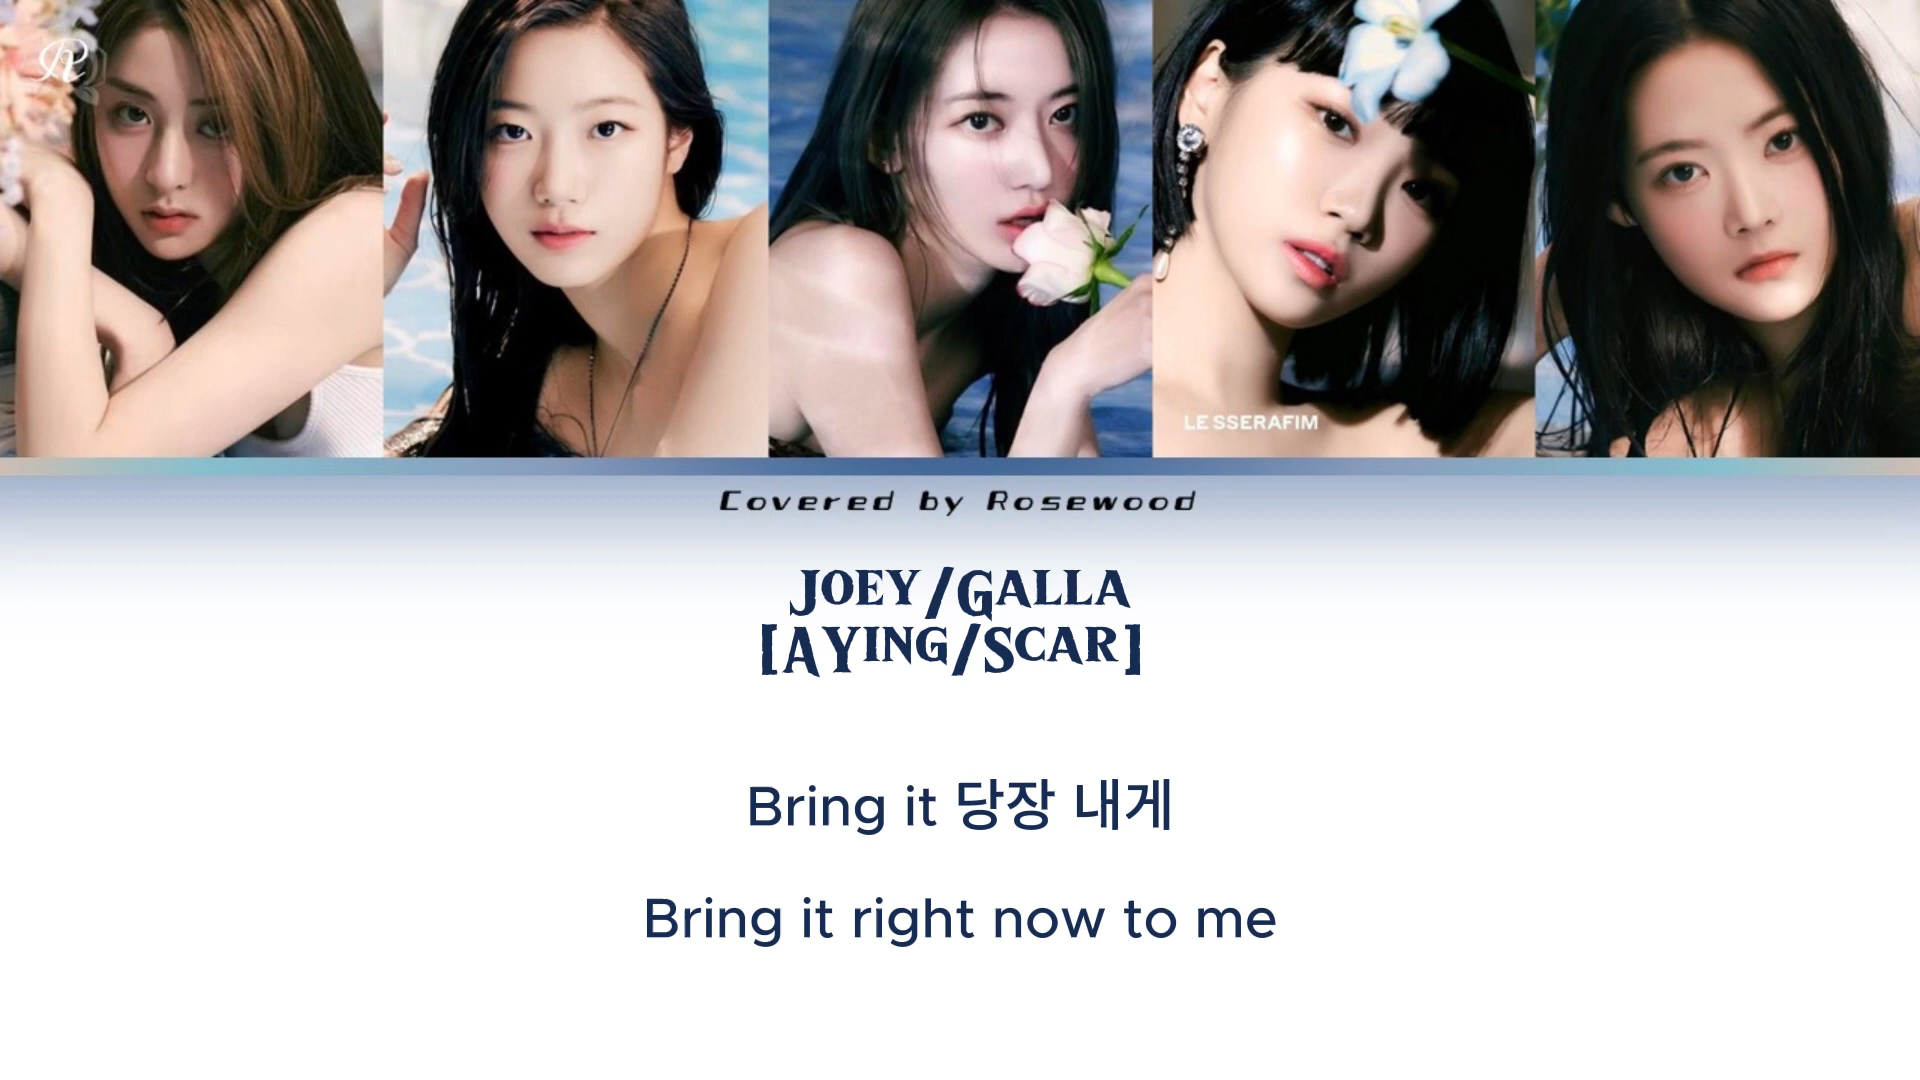 LE SSERAFIM
Covered by Rosewood
JOEY/GALLA
[AYING/SCAR]
Bring it 당장 내게
Bring it right now to me